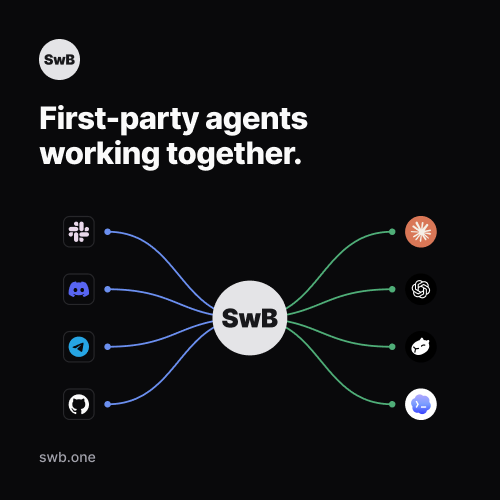 SwB
First-party agents
working together.
SwB
swb.one